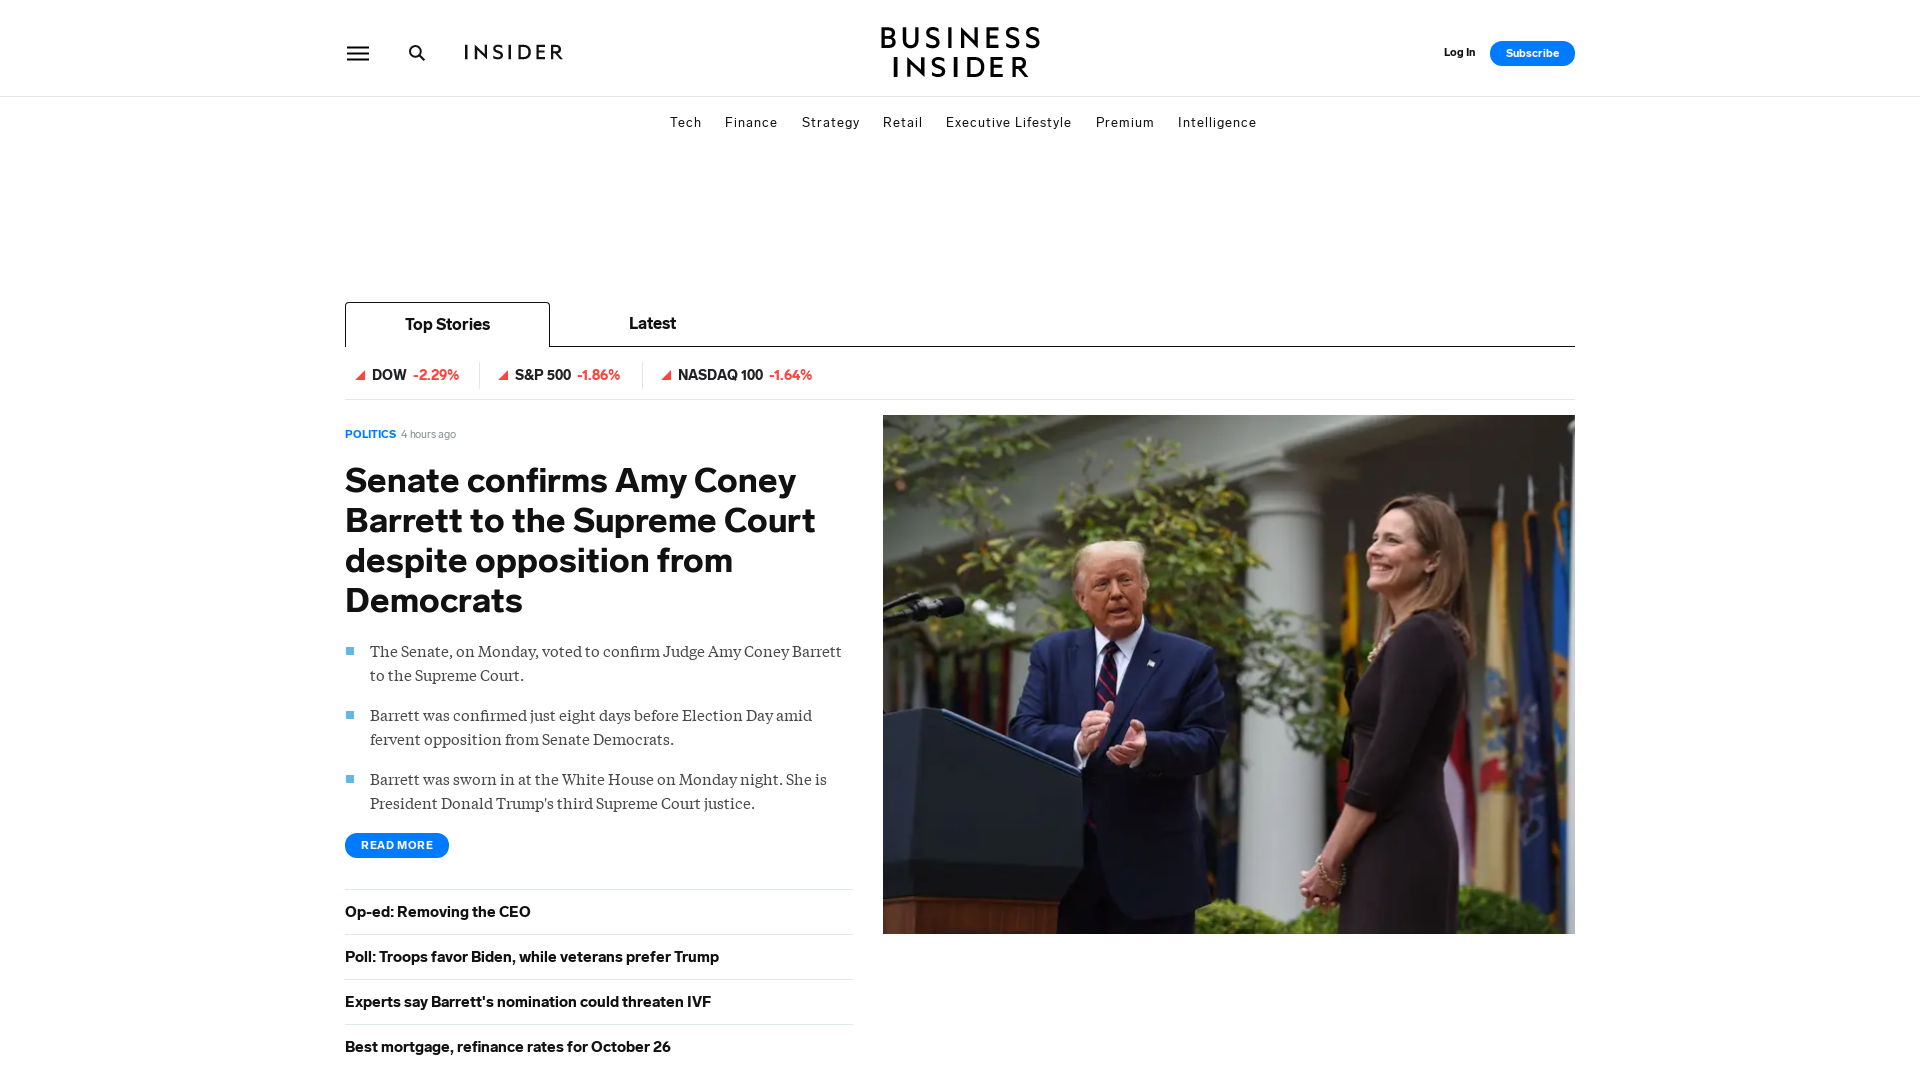 INSIDER
BUSINESS
INSIDER
Log In
Subscribe
Tech Finance Strategy Retail Executive Lifestyle Premium Intelligence
Top Stories Latest
DOW -2.29% S&P 500 -1.86% NASDAQ 100 -1.64%
POLITICS 4 hours ago
Senate confirms Amy Coney
Barrett to the Supreme Court
despite opposition from
Democrats
The Senate, on Monday, voted to confirm Judge Amy Coney Barrett
to the Supreme Court.
Barrett was confirmed just eight days before Election Day amid
fervent opposition from Senate Democrats.
Barrett was sworn in at the White House on Monday night. She is
President Donald Trump's third Supreme Court justice.
READ MORE
Op-ed: Removing the CEO
Poll: Troops favor Biden, while veterans prefer Trump
Experts say Barrett's nomination could threaten IVF
Best mortgage, refinance rates for October 26